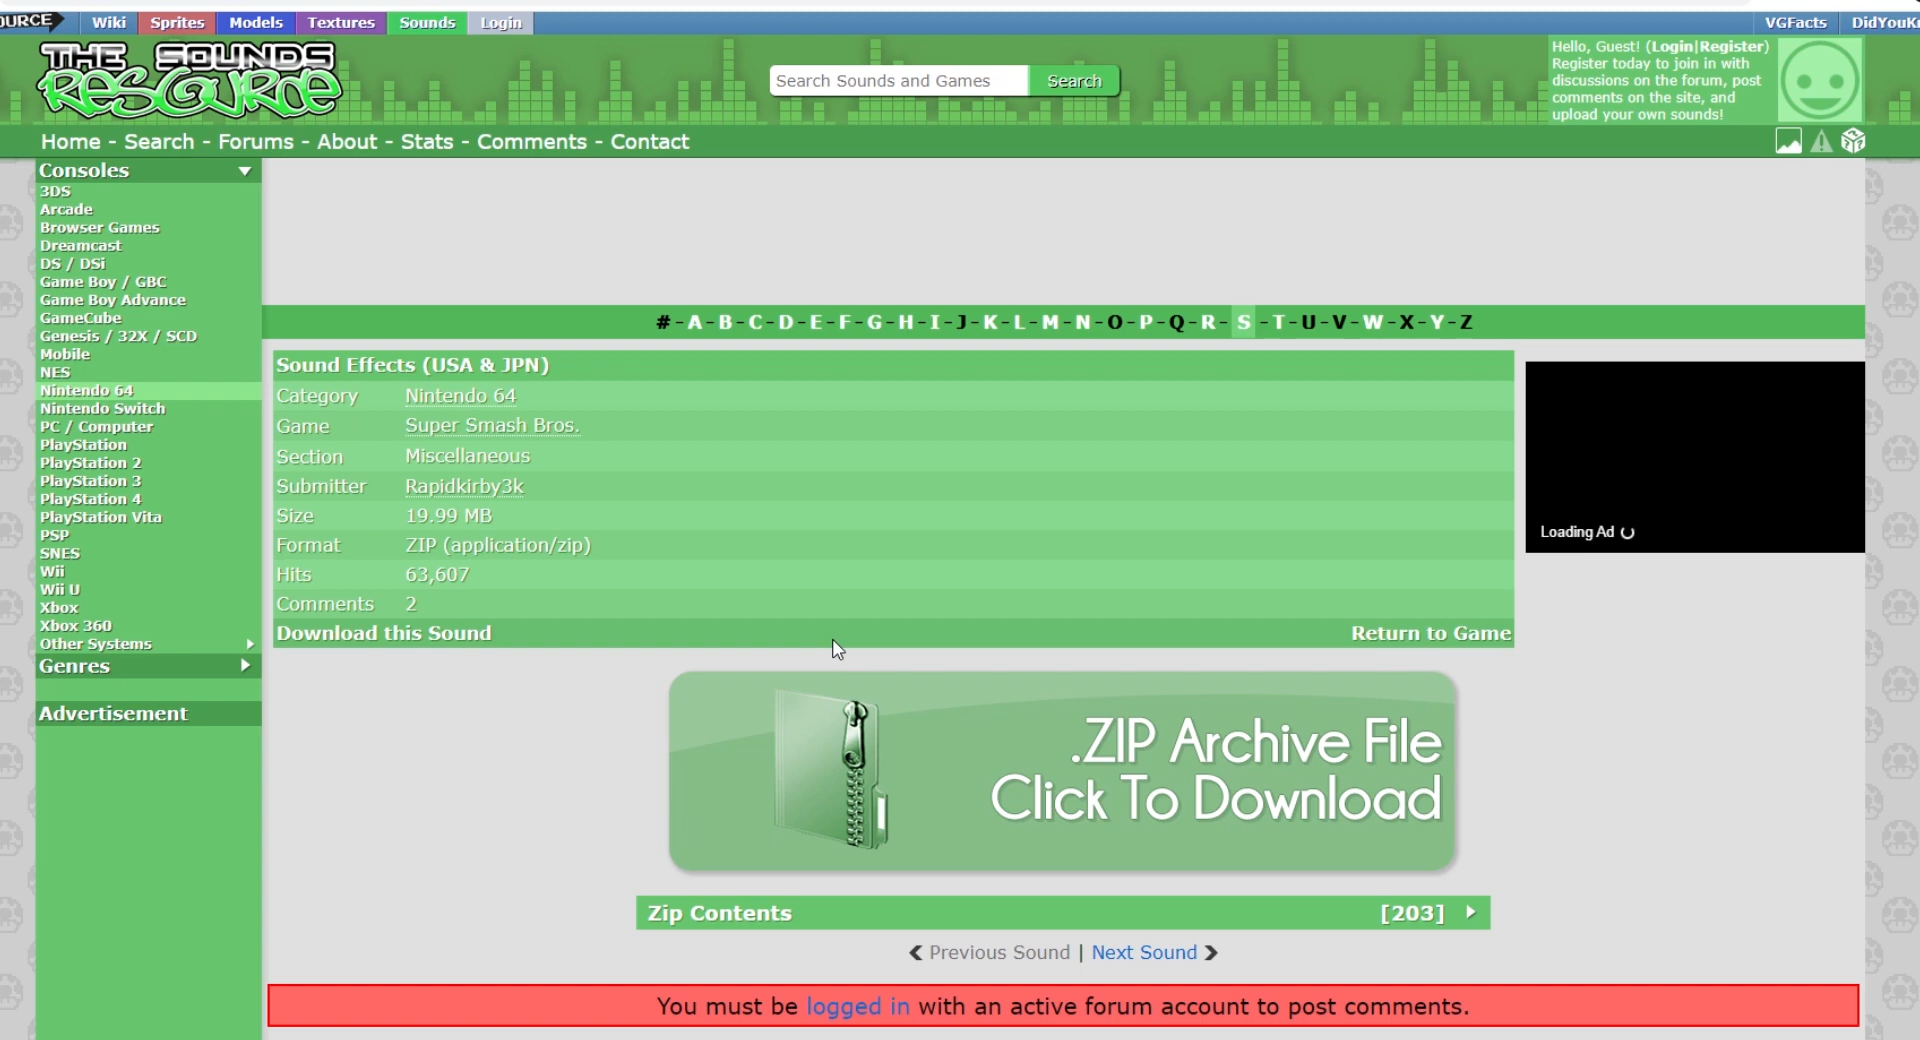 OURCE Wiki Sprites Models Textures Sounds Login VGFacts
THE SOUNDS
RESOURCE
Search Sounds and Games Search
Hello, Guest! (Login|Register)
Register today to join in with
discussions on the forum, post
comments on the site, and
upload your own sounds!
Home - Search - Forums - About - Stats - Comments - Contact
Consoles
3DS
Arcade
Browser Games
Dreamcast
DS / DSi
Game Boy / GBC
Game Boy Advance
GameCube
Genesis / 32X / SCD
Mobile
NES
Nintendo 64
Nintendo Switch
PC / Computer
PlayStation
PlayStation 2
PlayStation 3
PlayStation 4
PlayStation Vita
PSP
SNES
Wii
Wii U
Xbox
Xbox 360
Other Systems
Genres
Advertisement
# - A - B - C - D - E - F - G - H - I - J - K - L - M - N - O - P - Q - R - S - T - U - V - W - X - Y - Z
Sound Effects (USA & JPN)
Category Nintendo 64
Game Super Smash Bros.
Section Miscellaneous
Submitter Rapidkirby3k
Size 19.99 MB
Format ZIP (application/zip)
Hits 63,607
Comments 2
Download this Sound Return to Game
Loading Ad
.ZIP Archive File
Click To Download
Zip Contents [203]
Previous Sound | Next Sound
You must be logged in with an active forum account to post comments.